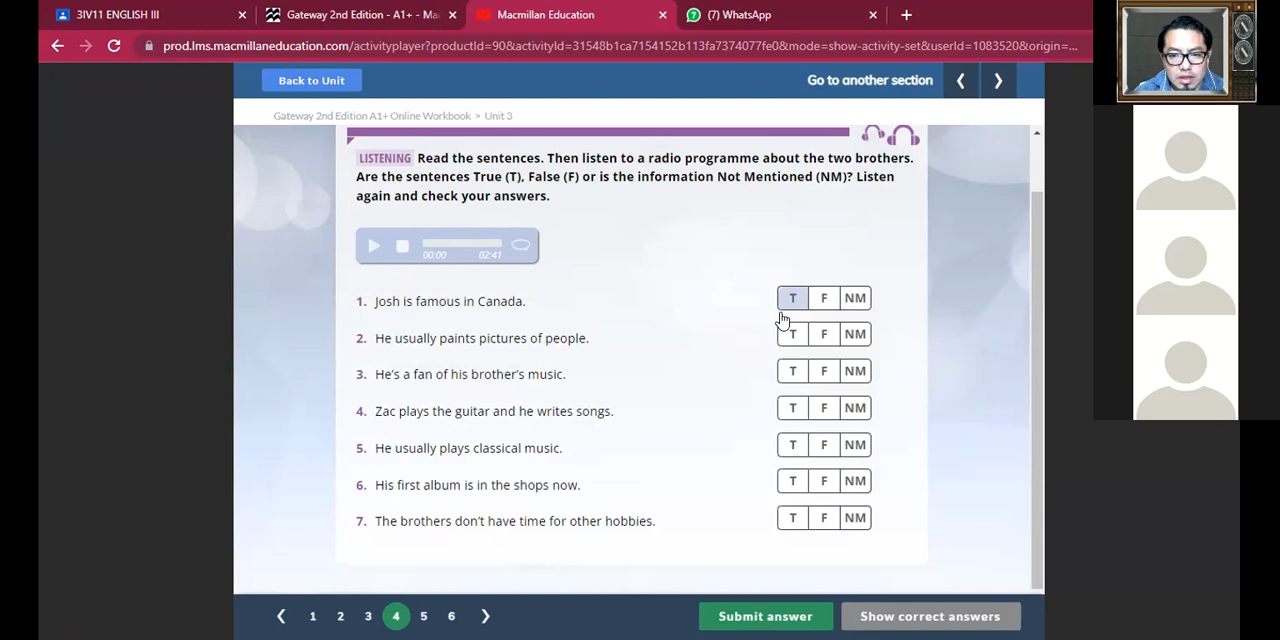 3IV11 ENGLISH III
Gateway 2nd Edition - A1+ - Ma
Macmillan Education
(7) WhatsApp
prod.lms.macmillaneducation.com/activityplayer?productId=90&activityId=31548b1ca7154152b113fa7374077fe0&mode=show-activity-set&userId=1083520&origin=...
Back to Unit
Go to another section
Gateway 2nd Edition A1+ Online Workbook > Unit 3
LISTENING Read the sentences. Then listen to a radio programme about the two brothers.
Are the sentences True (T), False (F) or is the information Not Mentioned (NM)? Listen
again and check your answers.
00:00 02:41
1. Josh is famous in Canada. T F NM
2. He usually paints pictures of people. T F NM
3. He's a fan of his brother's music. T F NM
4. Zac plays the guitar and he writes songs. T F NM
5. He usually plays classical music. T F NM
6. His first album is in the shops now. T F NM
7. The brothers don't have time for other hobbies. T F NM
1 2 3 4 5 6
Submit answer
Show correct answers